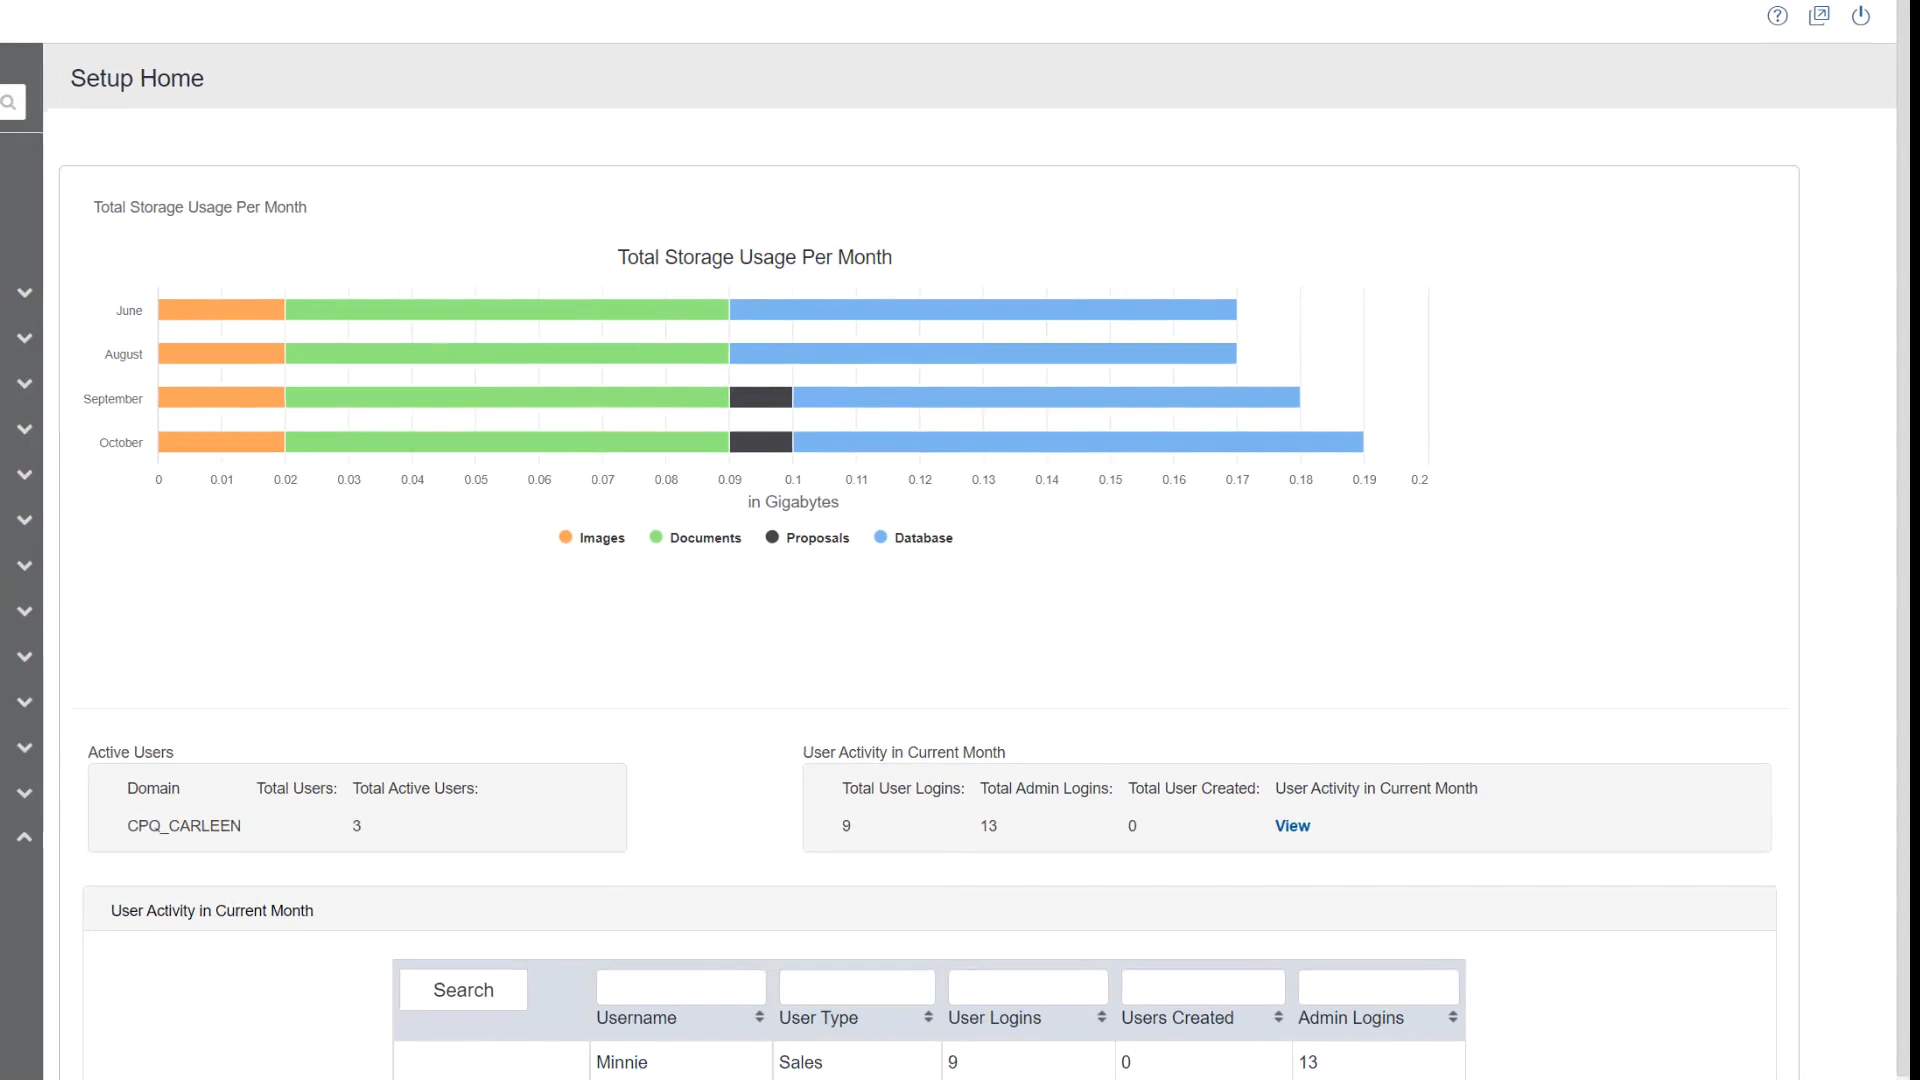 Setup Home
Total Storage Usage Per Month
Total Storage Usage Per Month
June
August
September
October
0 0.01 0.02 0.03 0.04 0.05 0.06 0.07 0.08 0.09 0.1 0.11 0.12 0.13 0.14 0.15 0.16 0.17 0.18 0.19 0.2
in Gigabytes
Images Documents Proposals Database
Active Users
Domain Total Users: Total Active Users:
CPQ_CARLEEN 3
User Activity in Current Month
Total User Logins: Total Admin Logins: Total User Created: User Activity in Current Month
9 13 0 View
User Activity in Current Month
Search
Username User Type User Logins Users Created Admin Logins
Minnie Sales 9 0 13